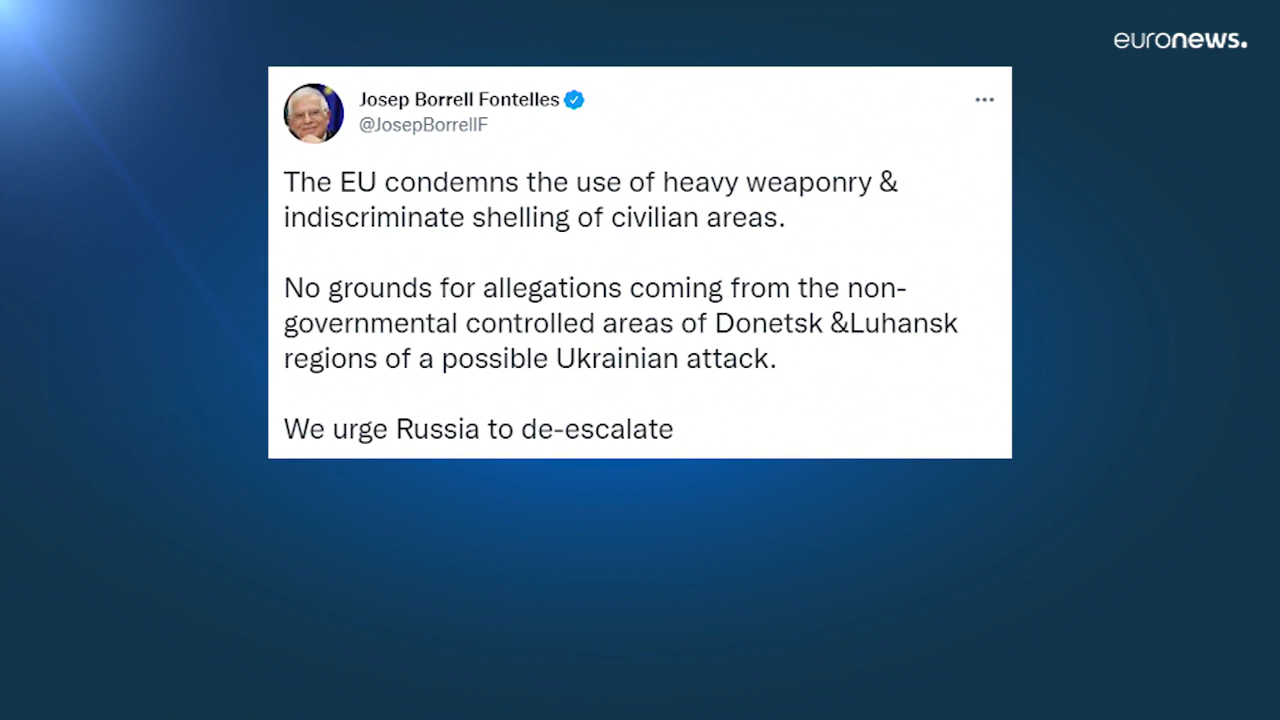 euronews.
Josep Borrell Fontelles
@JosepBorrellF
The EU condemns the use of heavy weaponry &
indiscriminate shelling of civilian areas.
No grounds for allegations coming from the non-
governmental controlled areas of Donetsk &Luhansk
regions of a possible Ukrainian attack.
We urge Russia to de-escalate